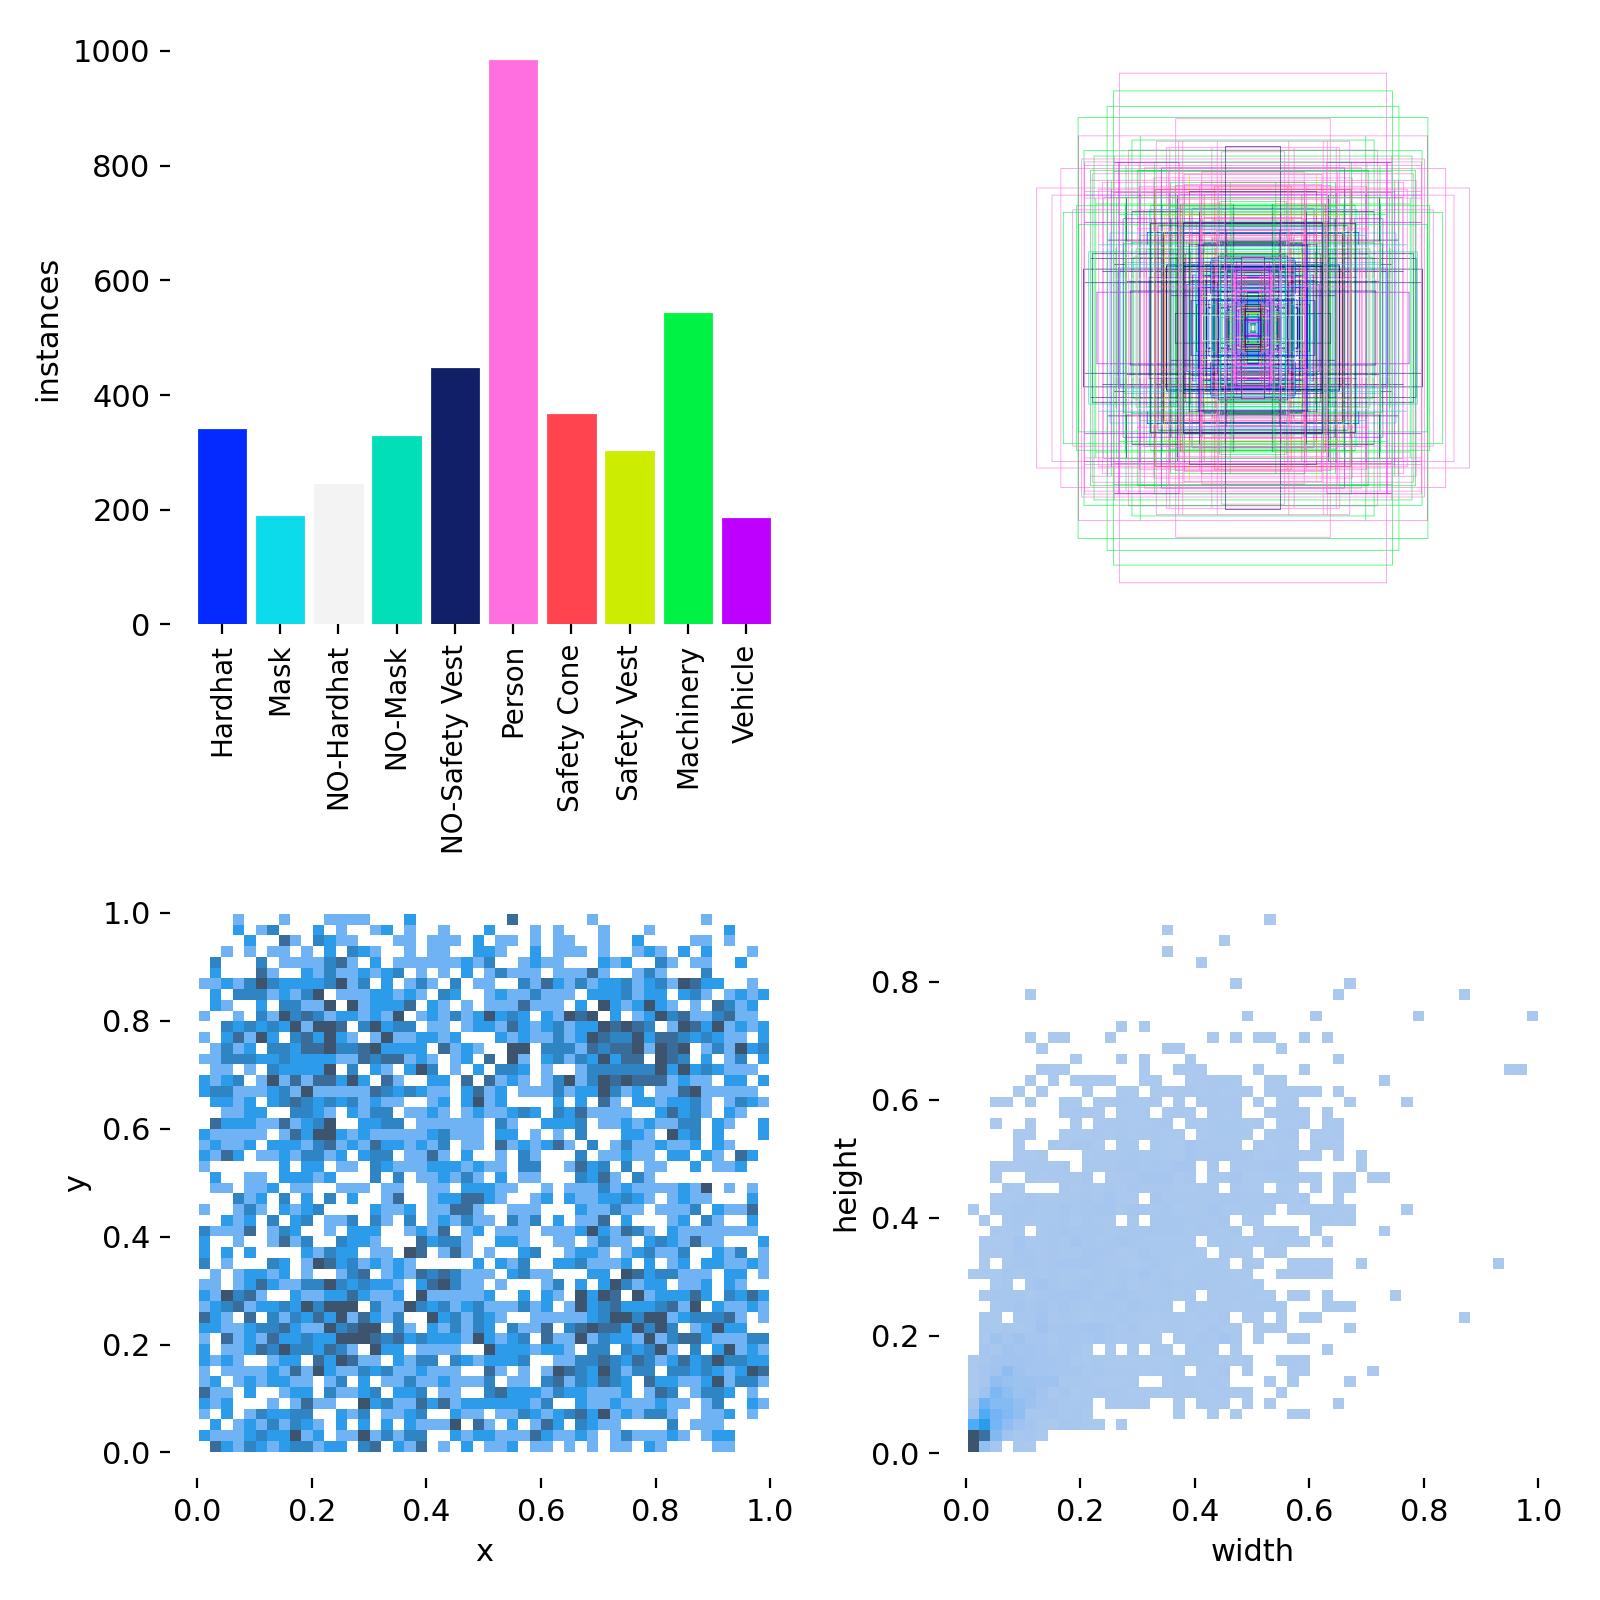 1000
800
600
400
200
0
instances
Hardhat
Mask
NO-Hardhat
NO-Mask
NO-Safety Vest
Person
Safety Cone
Safety Vest
Machinery
Vehicle
1.0
0.8
0.6
0.4
0.2
0.0
y
0.0 0.2 0.4 0.6 0.8 1.0
x
0.8
0.6
0.4
0.2
0.0
height
0.0 0.2 0.4 0.6 0.8 1.0
width